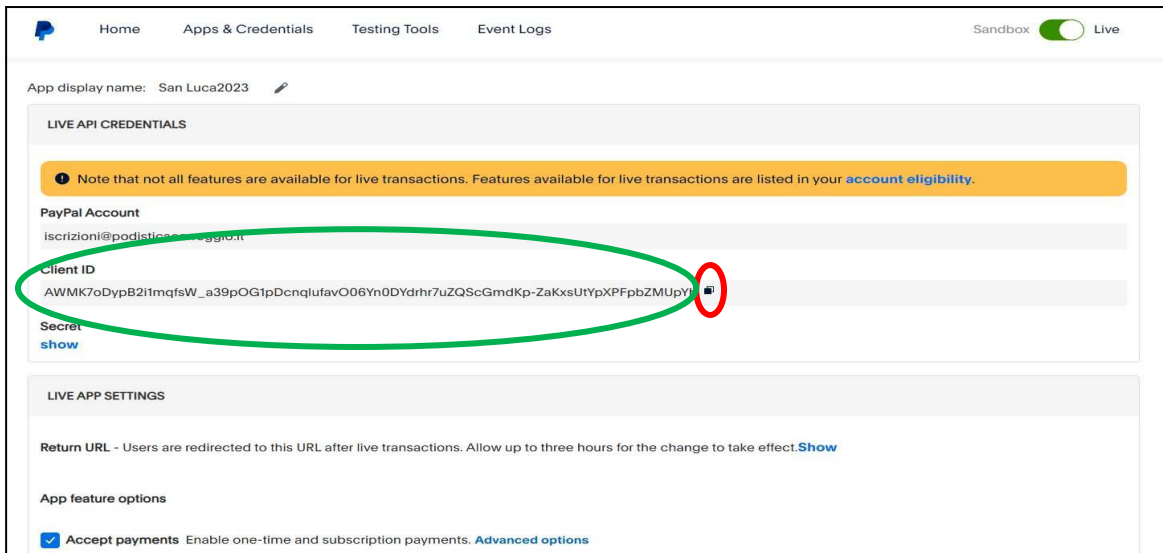 Home Apps & Credentials Testing Tools Event Logs Sandbox Live
App display name: San Luca2023
LIVE API CREDENTIALS
Note that not all features are available for live transactions. Features available for live transactions are listed in your account eligibility.
PayPal Account
Client ID
AWMK7oDypB2i1mqfsW_a39pOG1pDcnqlufavO06Yn0DYdrhr7uZQScGmdKp-ZaKxsUtYpXPFpbZMUpY
Secret
show
LIVE APP SETTINGS
Return URL - Users are redirected to this URL after live transactions. Allow up to three hours for the change to take effect.Show
App feature options
Accept payments Enable one-time and subscription payments. Advanced options